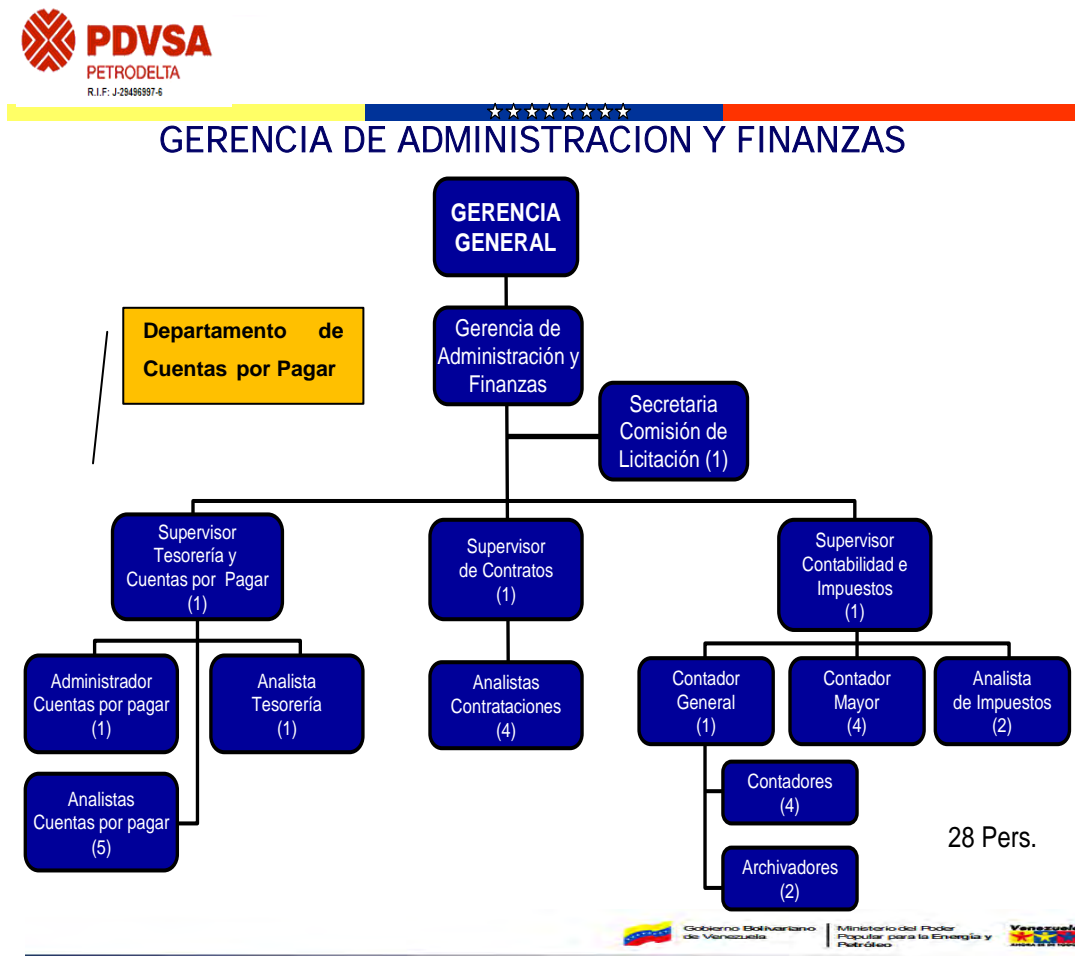 PDVSA
PETRODELTA
R.I.F: J-29496997-6
GERENCIA DE ADMINISTRACION Y FINANZAS
GERENCIA
GENERAL
Departamento de
Cuentas por Pagar
Gerencia de
Administración y
Finanzas
Secretaria
Comisión de
Licitación (1)
Supervisor
Tesorería y
Cuentas por Pagar
(1)
Supervisor
de Contratos
(1)
Supervisor
Contabilidad e
Impuestos
(1)
Administrador
Cuentas por pagar
(1)
Analista
Tesorería
(1)
Analistas
Contrataciones
(4)
Contador
General
(1)
Contador
Mayor
(4)
Analista
de Impuestos
(2)
Analistas
Cuentas por pagar
(5)
Contadores
(4)
Archivadores
(2)
28 Pers.
Gobierno Bolivariano
de Venezuela
Ministerio del Poder
Popular para la Energía y
Petróleo
Venezuela